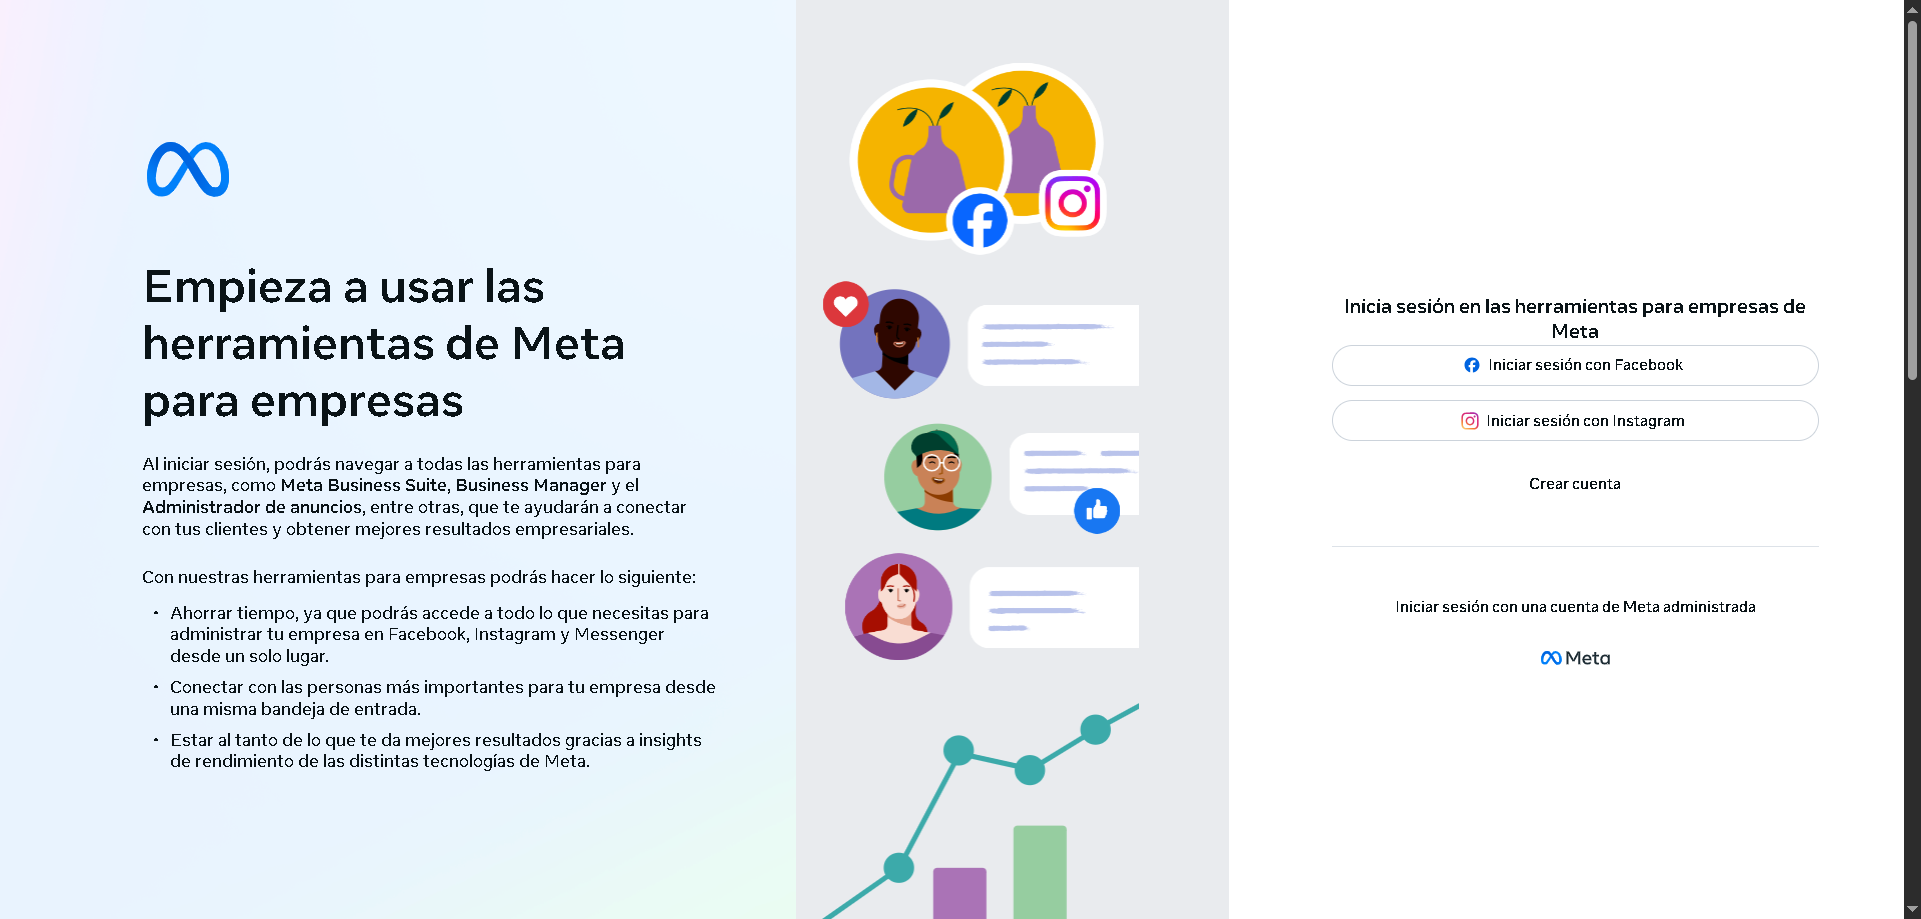 Empieza a usar las
herramientas de Meta
para empresas
Al iniciar sesión, podrás navegar a todas las herramientas para
empresas, como Meta Business Suite, Business Manager y el
Administrador de anuncios, entre otras, que te ayudarán a conectar
con tus clientes y obtener mejores resultados empresariales.
Con nuestras herramientas para empresas podrás hacer lo siguiente:
• Ahorrar tiempo, ya que podrás accede a todo lo que necesitas para
administrar tu empresa en Facebook, Instagram y Messenger
desde un solo lugar.
• Conectar con las personas más importantes para tu empresa desde
una misma bandeja de entrada.
• Estar al tanto de lo que te da mejores resultados gracias a insights
de rendimiento de las distintas tecnologías de Meta.
Inicia sesión en las herramientas para empresas de
Meta
Iniciar sesión con Facebook
Iniciar sesión con Instagram
Crear cuenta
Iniciar sesión con una cuenta de Meta administrada
Meta